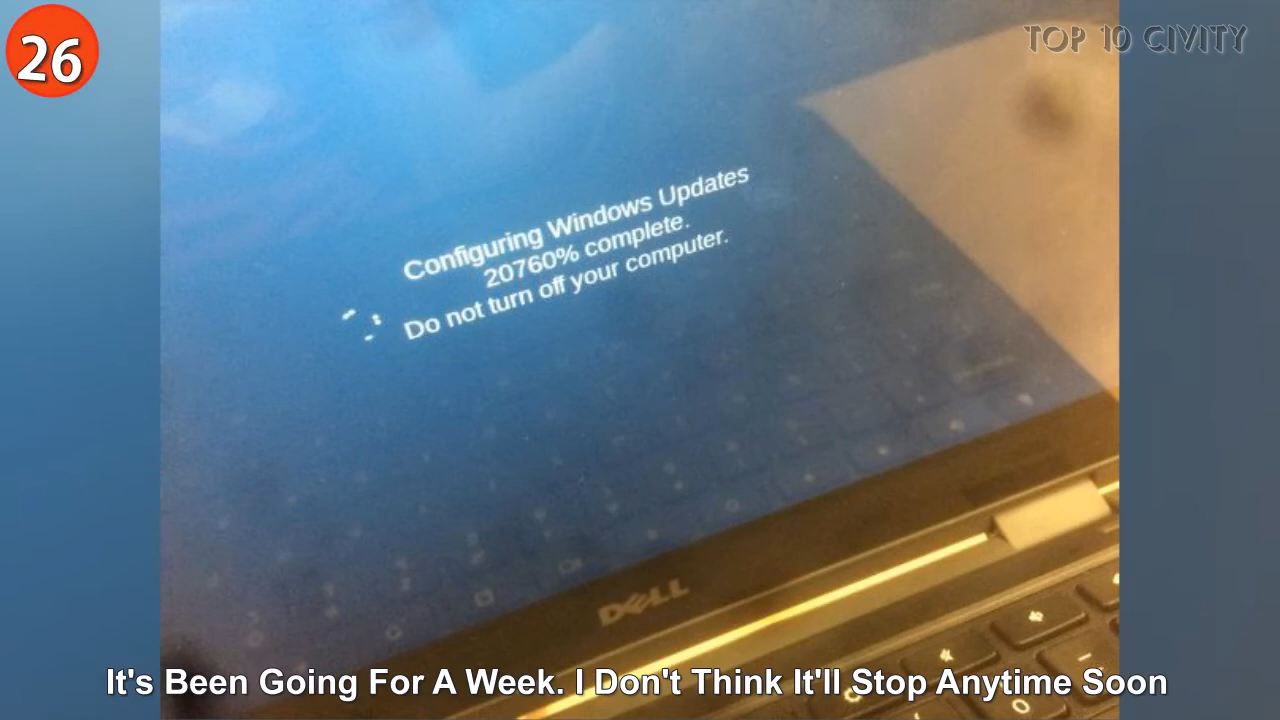 26
TOP 10 CIVITY
Configuring Windows Updates
20760% complete.
Do not turn off your computer.
DELL
It's Been Going For A Week. I Don't Think It'll Stop Anytime Soon